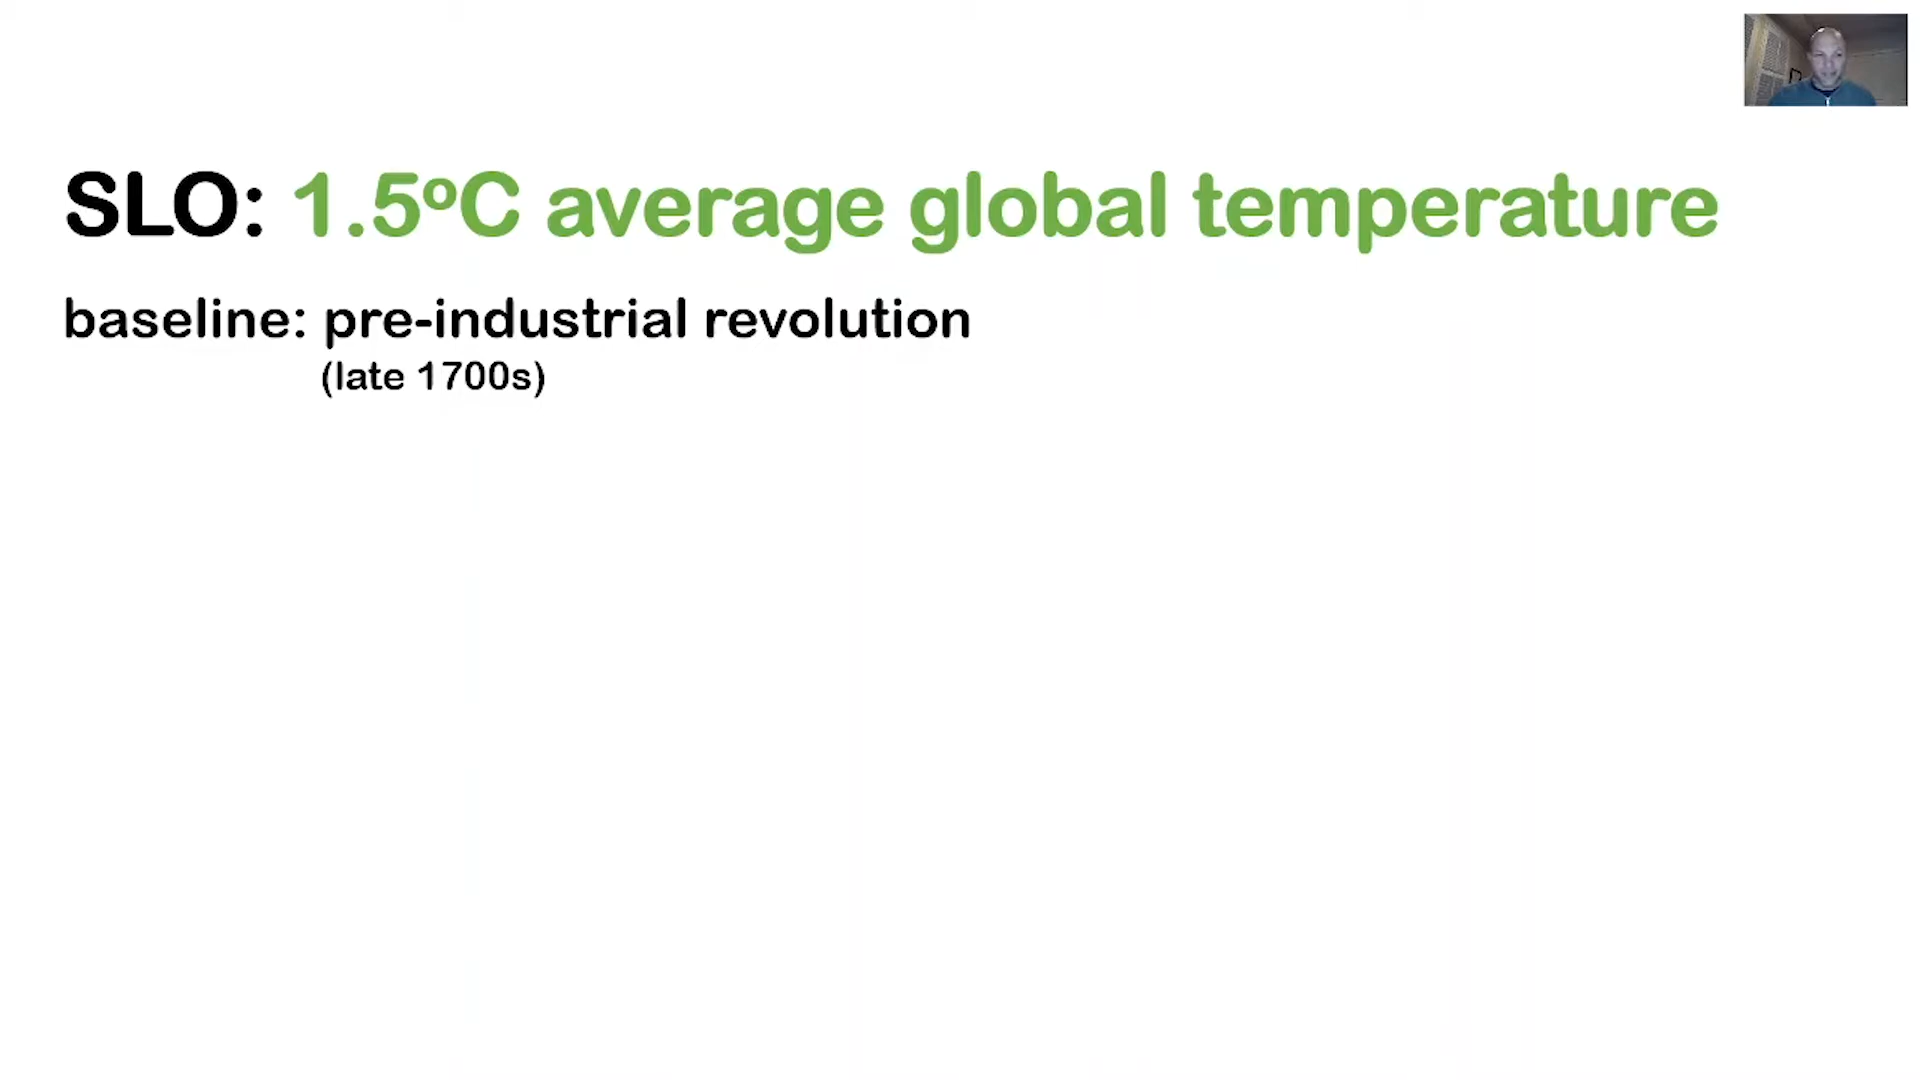 SLO: 1.5ºC average global temperature
baseline: pre-industrial revolution
(late 1700s)